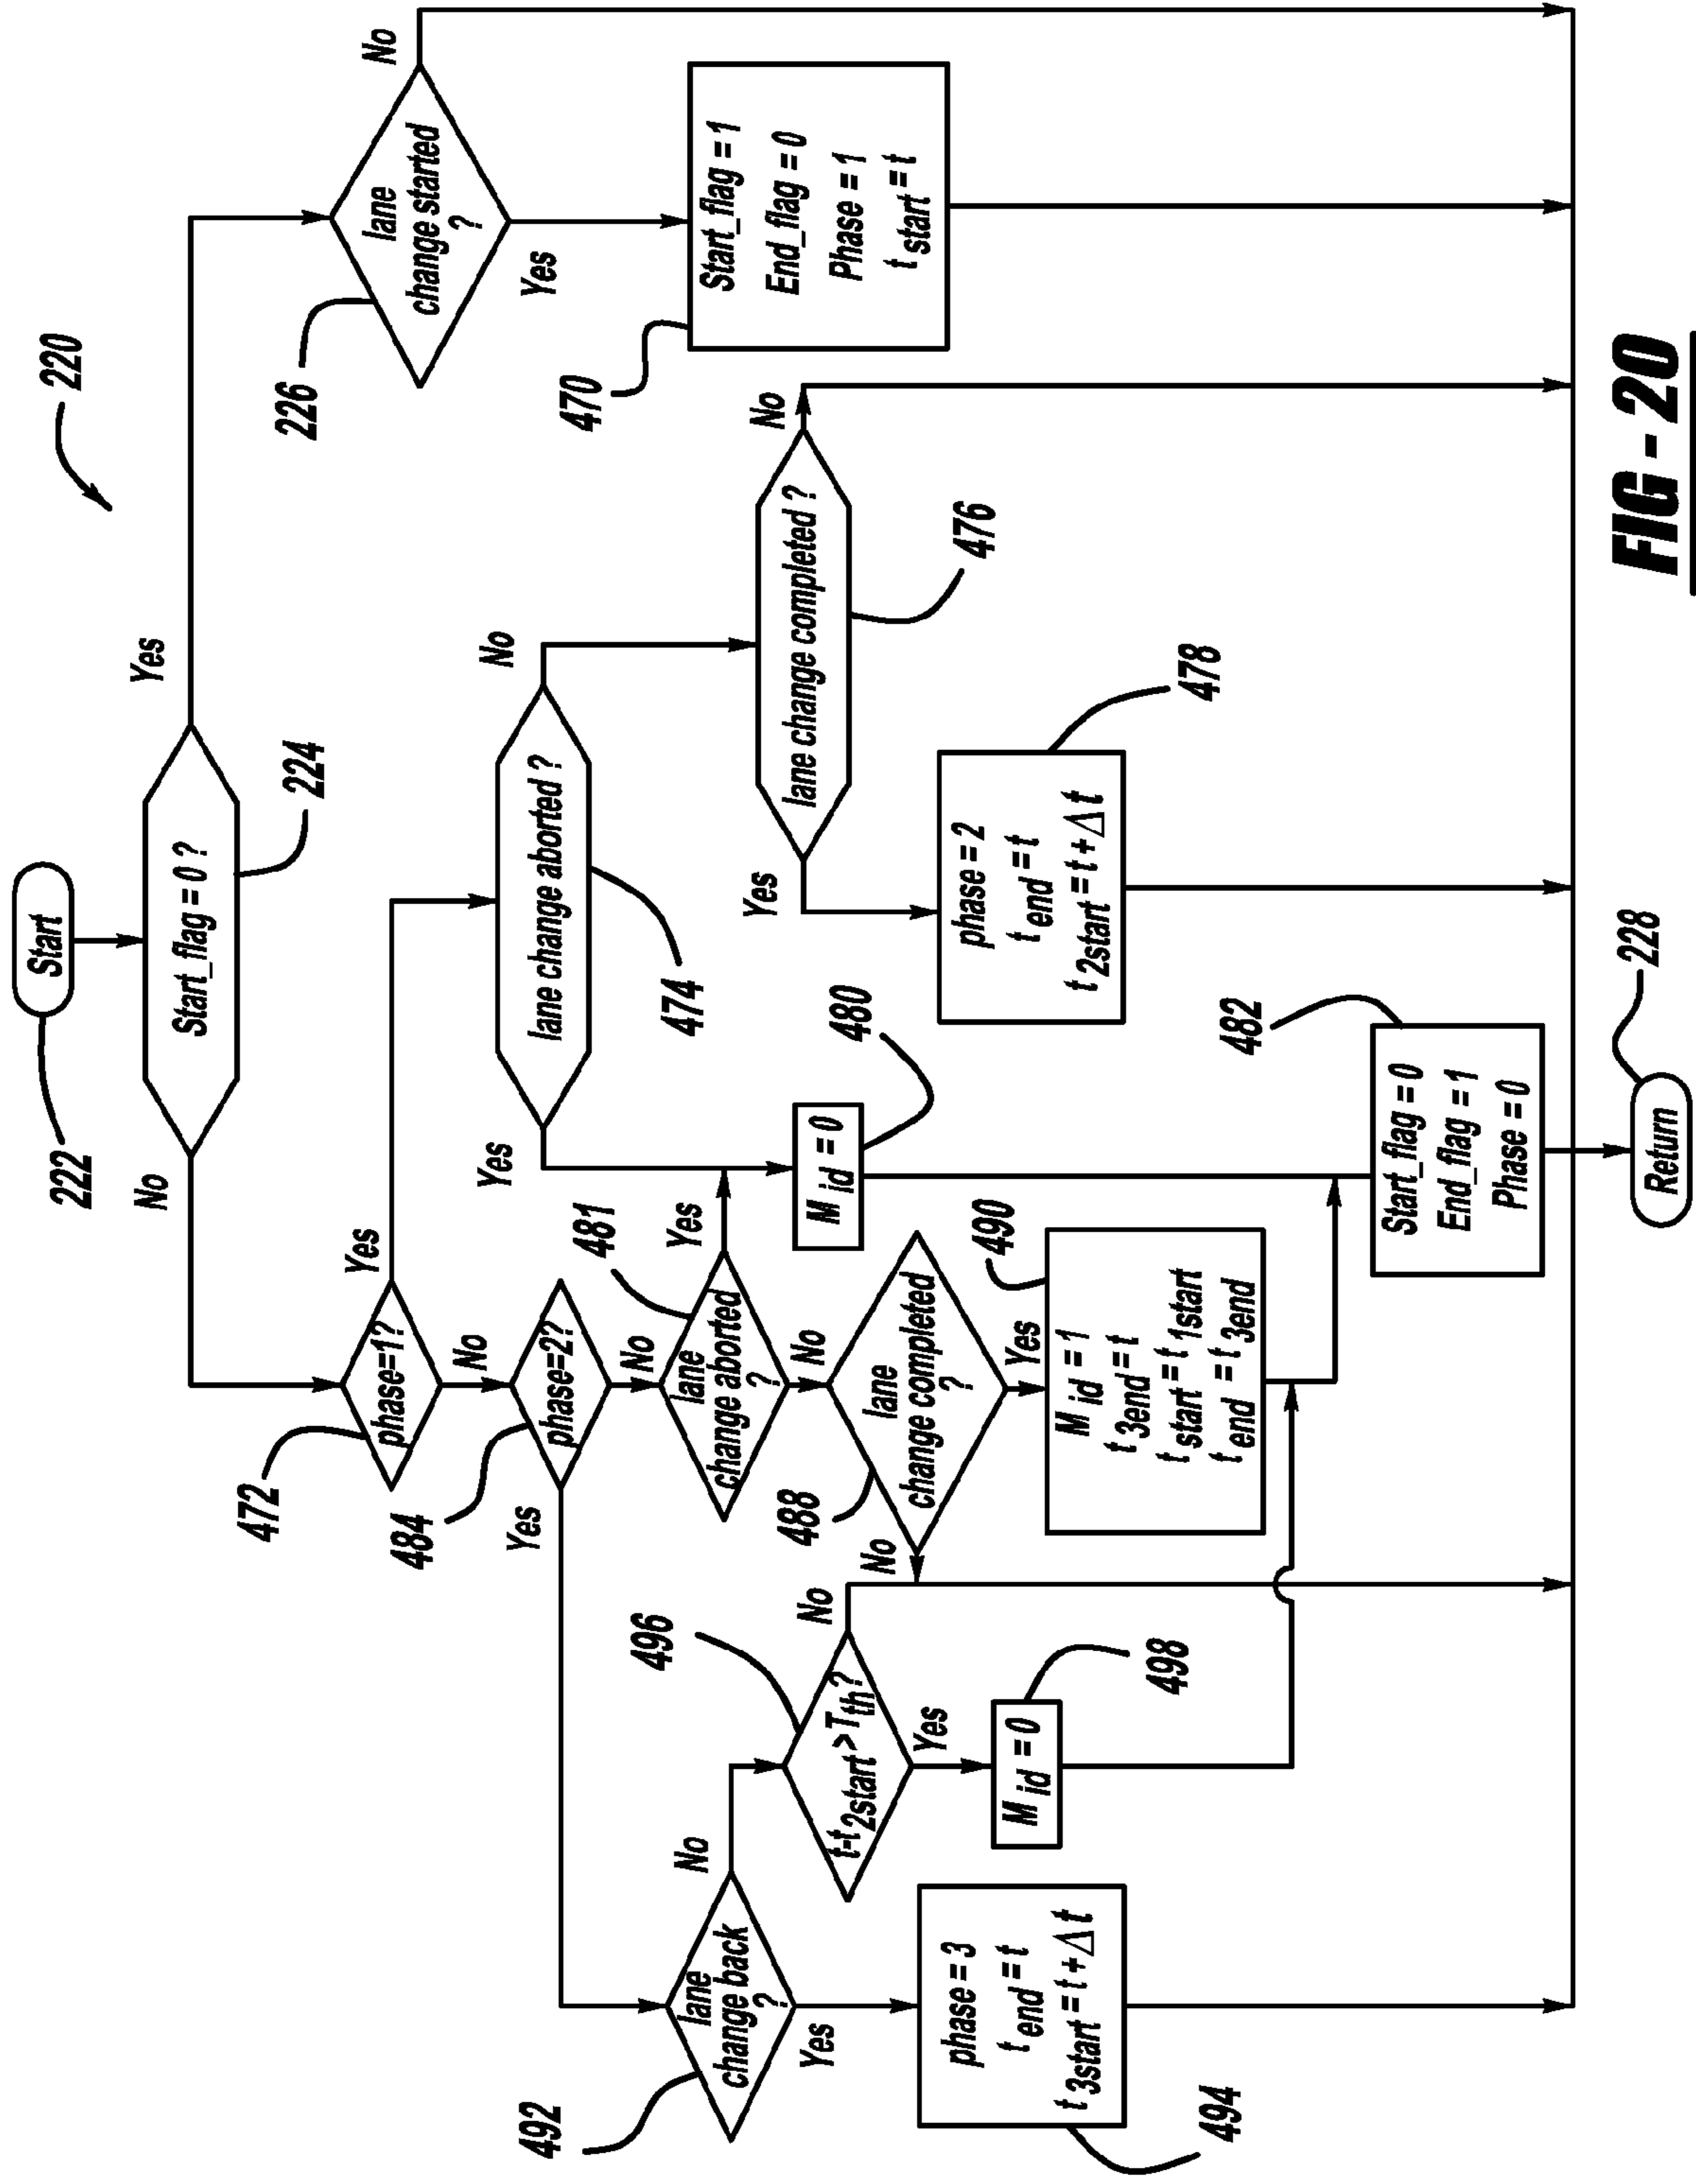 220
222
Start
Start_flag = 0 ?
224
No
Yes
472
phase=1?
Yes
No
226
lane
change started
?
No
Yes
484
phase=2?
Yes
No
474
lane change aborted ?
Yes
No
470
Start_flag = 1
End_flag = 0
Phase = 1
t start = t
492
lane
change back
?
No
Yes
481
lane
change aborted
?
Yes
No
476
lane change completed ?
Yes
No
496
t-t2start>Tth?
No
Yes
488
lane
change completed
?
No
Yes
480
M id = 0
478
phase = 2
t end = t
t 2start = t + Δ t
494
phase = 3
t end = t
t 3start = t + Δ t
498
M id = 0
490
M id = 1
t 3end = t
t start = t 1start
t end = t 3end
482
Start_flag = 0
End_flag = 1
Phase = 0
228
Return
FIG - 20